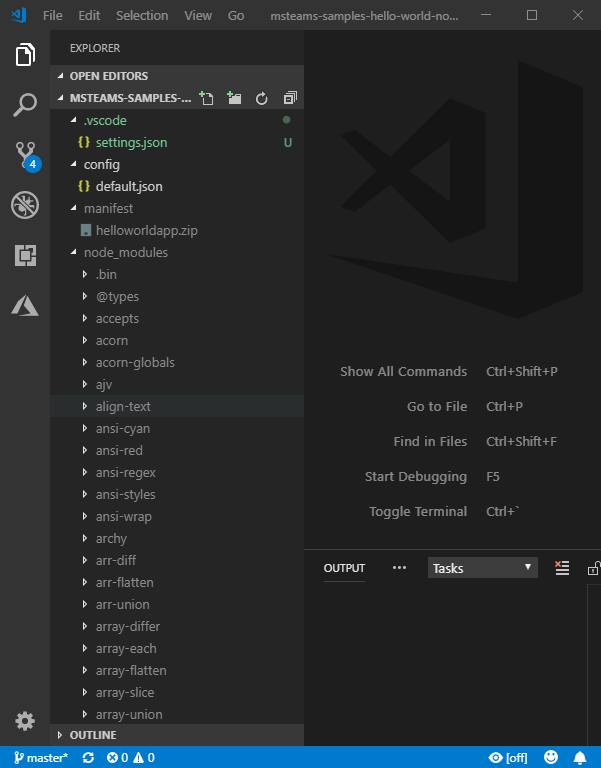 File Edit Selection View Go msteams-samples-hello-world-no...
EXPLORER
OPEN EDITORS
MSTEAMS-SAMPLES-...
.vscode
{ } settings.json U
config
{ } default.json
manifest
helloworldapp.zip
node_modules
.bin
@types
accepts
acorn
acorn-globals
ajv
align-text
ansi-cyan
ansi-red
ansi-regex
ansi-styles
ansi-wrap
archy
arr-diff
arr-flatten
arr-union
array-differ
array-each
array-flatten
array-slice
array-union
OUTLINE
4
Show All Commands Ctrl+Shift+P
Go to File Ctrl+P
Find in Files Ctrl+Shift+F
Start Debugging F5
Toggle Terminal Ctrl+`
OUTPUT ... Tasks
master* 0 0 [off]